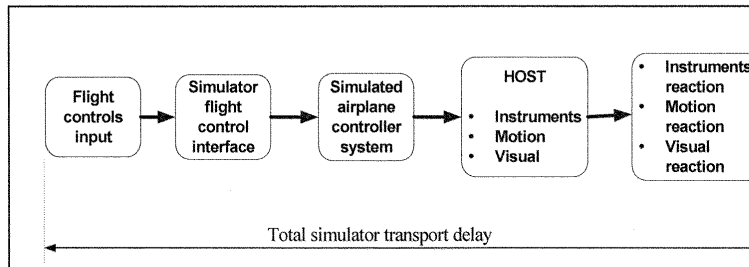 Flight
controls
input
Simulator
flight
control
interface
Simulated
airplane
controller
system
HOST
• Instruments
• Motion
• Visual
• Instruments
reaction
• Motion
reaction
• Visual
reaction
Total simulator transport delay